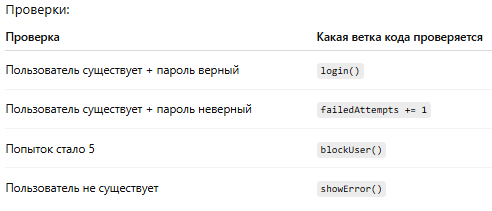 Проверки:
Проверка Какая ветка кода проверяется
Пользователь существует + пароль верный login()
Пользователь существует + пароль неверный failedAttempts += 1
Попыток стало 5 blockUser()
Пользователь не существует showError()